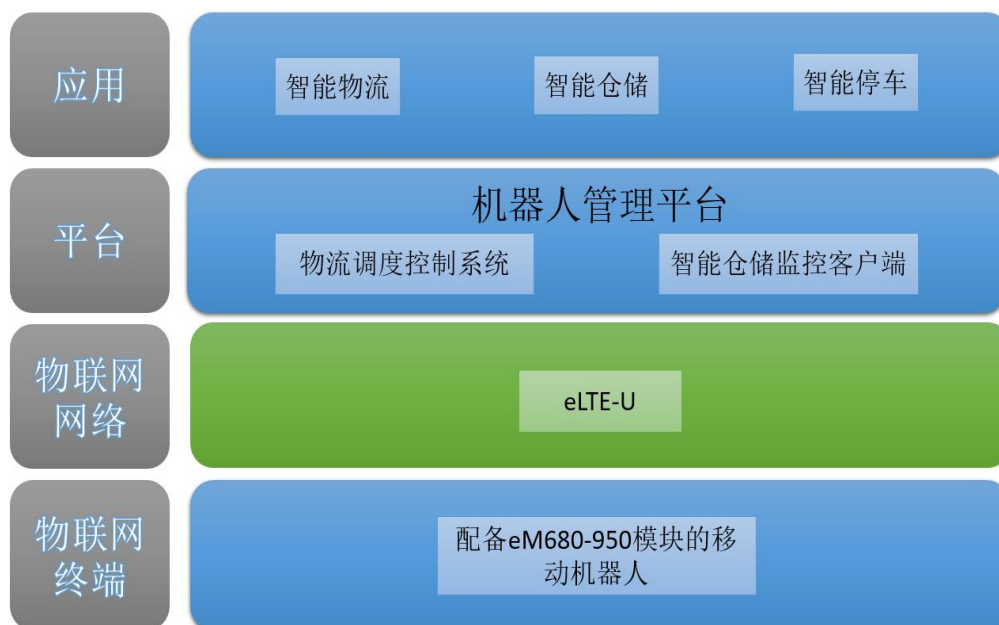 应用
智能物流
智能仓储
智能停车
平台
机器人管理平台
物流调度控制系统
智能仓储监控客户端
物联网
网络
eLTE-U
物联网
终端
配备eM680-950模块的移
动机器人